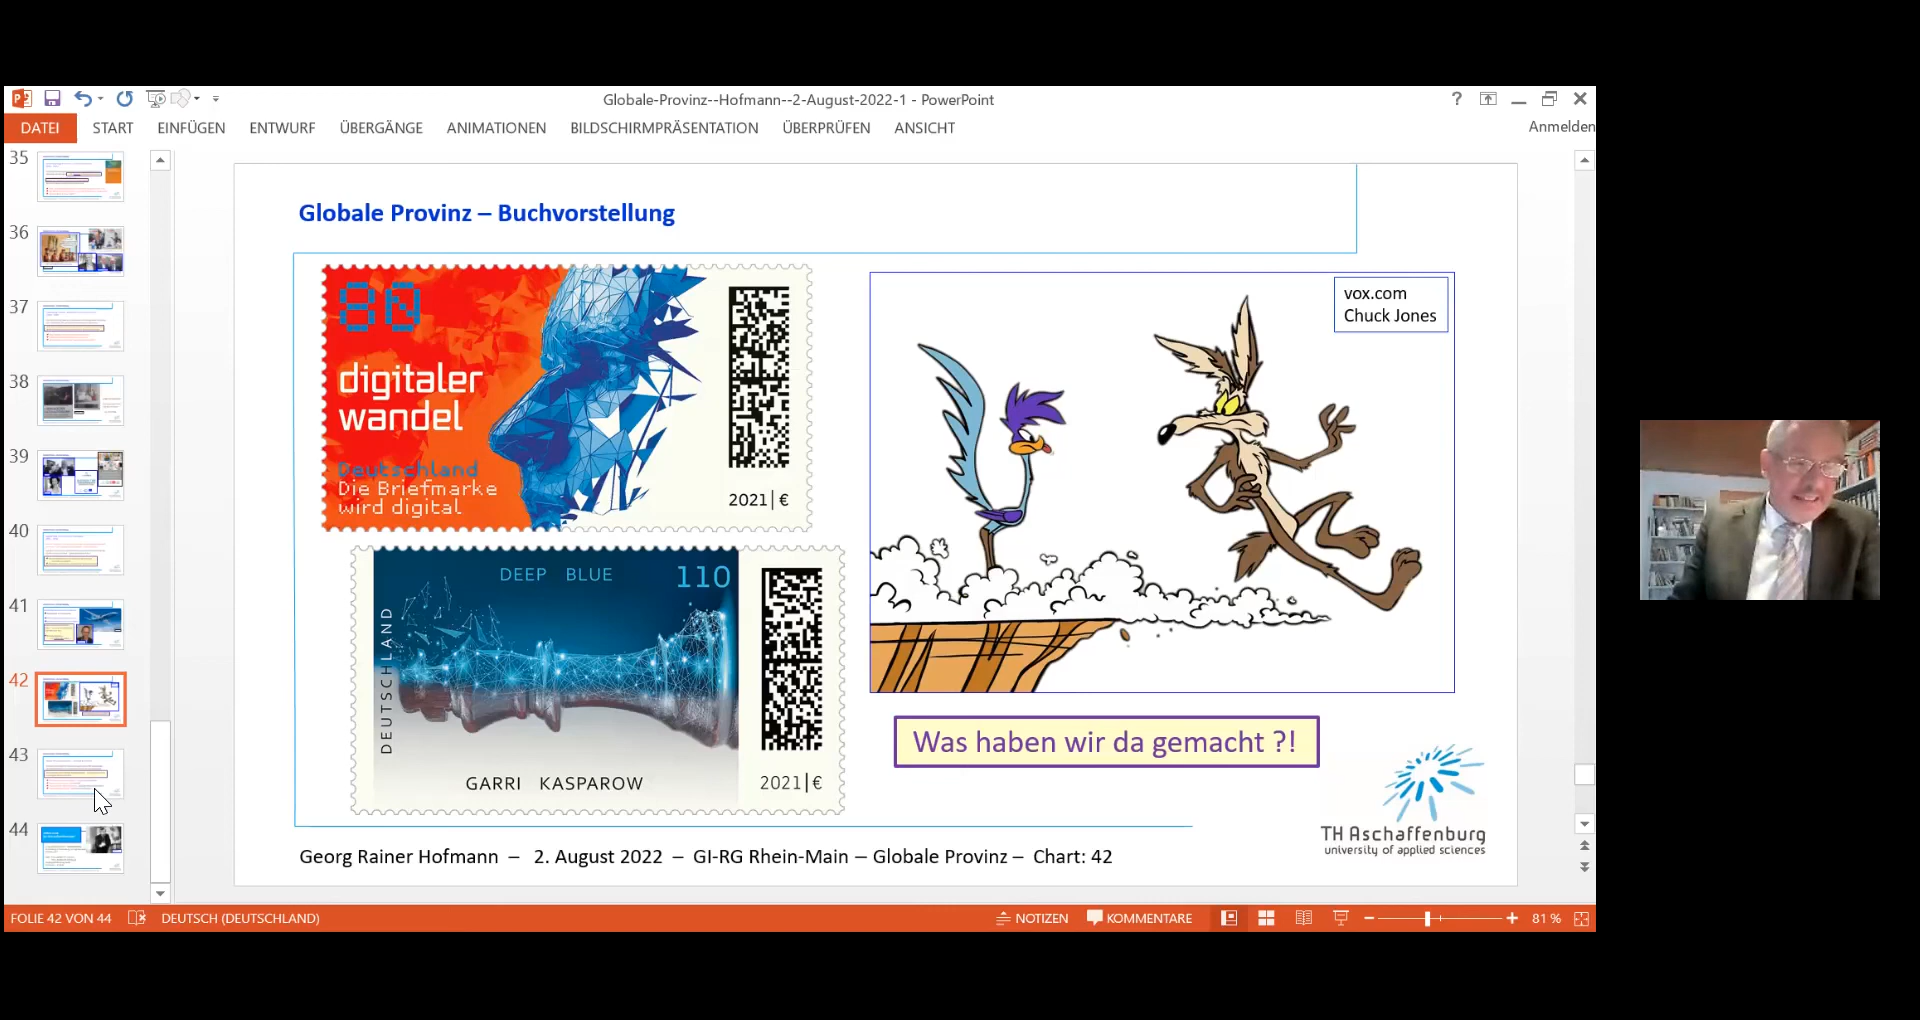 Globale-Provinz--Hofmann--2-August-2022-1 - PowerPoint
?
DATEI START EINFÜGEN ENTWURF ÜBERGÄNGE ANIMATIONEN BILDSCHIRMPRÄSENTATION ÜBERPRÜFEN ANSICHT
Anmelden
35
36
37
38
39
40
41
42
43
44
Globale Provinz – Buchvorstellung
80
digitaler
wandel
Deutschland
Die Briefmarke
wird digital
2021|€
DEEP BLUE
110
DEUTSCHLAND
GARRI KASPAROW
2021|€
vox.com
Chuck Jones
Was haben wir da gemacht ?!
TH Aschaffenburg
university of applied sciences
Georg Rainer Hofmann – 2. August 2022 – GI-RG Rhein-Main – Globale Provinz – Chart: 42
FOLIE 42 VON 44 DEUTSCH (DEUTSCHLAND) NOTIZEN KOMMENTARE 81 %